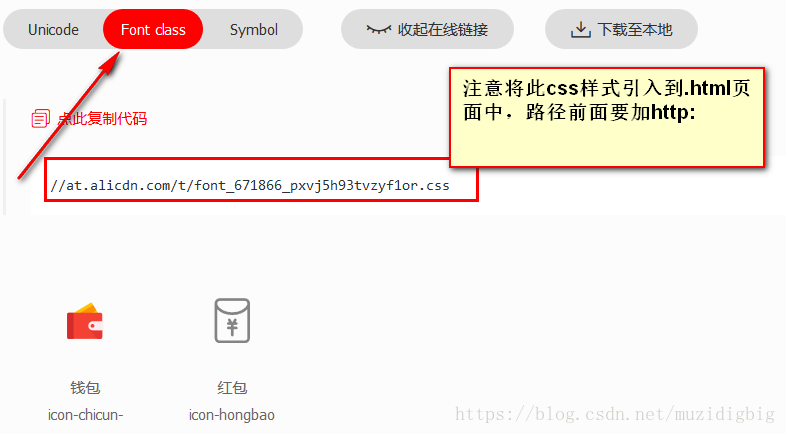 Unicode Font class Symbol 收起在线链接 下载至本地
注意将此css样式引入到.html页
面中，路径前面要加http:
点此复制代码
//at.alicdn.com/t/font_671866_pxvj5h93tvzyf1or.css
钱包 红包
icon-chicun- icon-hongbao
https://blog.csdn.net/muzidigbig